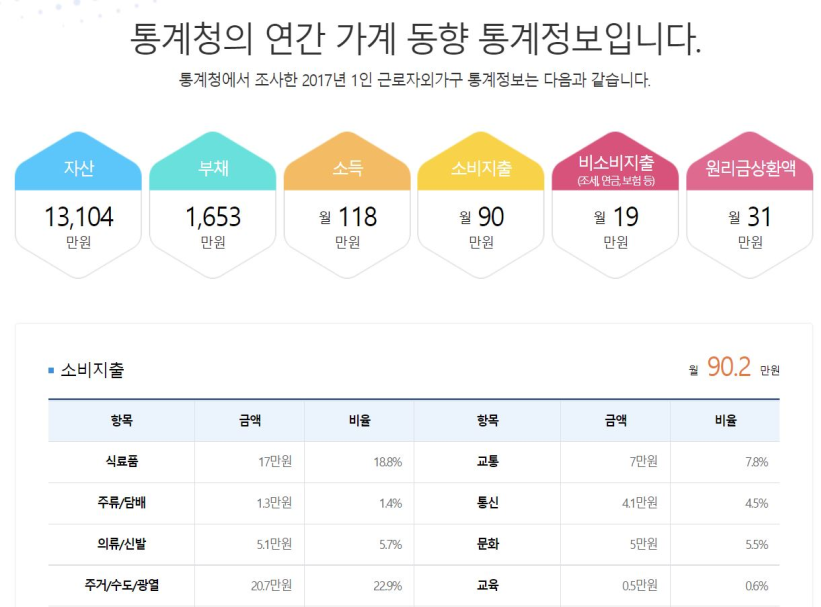 통계청의 연간 가계 동향 통계정보입니다.
통계청에서 조사한 2017년 1인 근로자외가구 통계정보는 다음과 같습니다.
자산
13,104
만원
부채
1,653
만원
소득
월 118
만원
소비지출
월 90
만원
비소비지출
(조세, 연금, 보험 등)
월 19
만원
원리금상환액
월 31
만원
소비지출
월 90.2 만원
항목 금액 비율 항목 금액 비율
식료품 17만원 18.8% 교통 7만원 7.8%
주류/담배 1.3만원 1.4% 통신 4.1만원 4.5%
의류/신발 5.1만원 5.7% 문화 5만원 5.5%
주거/수도/광열 20.7만원 22.9% 교육 0.5만원 0.6%